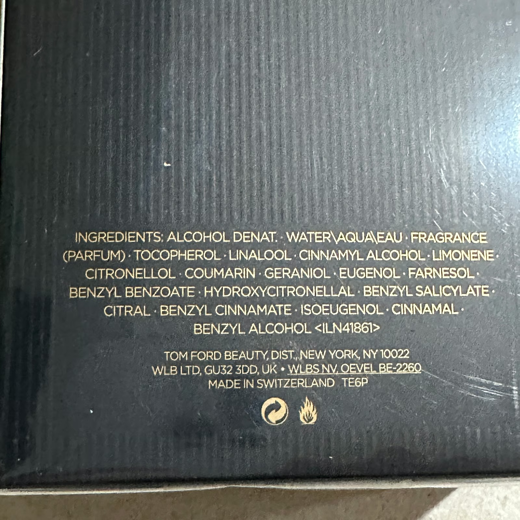 INGREDIENTS: ALCOHOL DENAT. · WATER\AQUA\EAU · FRAGRANCE
(PARFUM) · TOCOPHEROL · LINALOOL · CINNAMYL ALCOHOL · LIMONENE ·
CITRONELLOL · COUMARIN · GERANIOL · EUGENOL · FARNESOL ·
BENZYL BENZOATE · HYDROXYCITRONELLAL · BENZYL SALICYLATE ·
CITRAL · BENZYL CINNAMATE · ISOEUGENOL · CINNAMAL ·
BENZYL ALCOHOL <ILN41861>
TOM FORD BEAUTY, DIST., NEW YORK, NY 10022
WLB LTD, GU32 3DD, UK • WLBS NV, OEVEL BE-2260
MADE IN SWITZERLAND TE6P